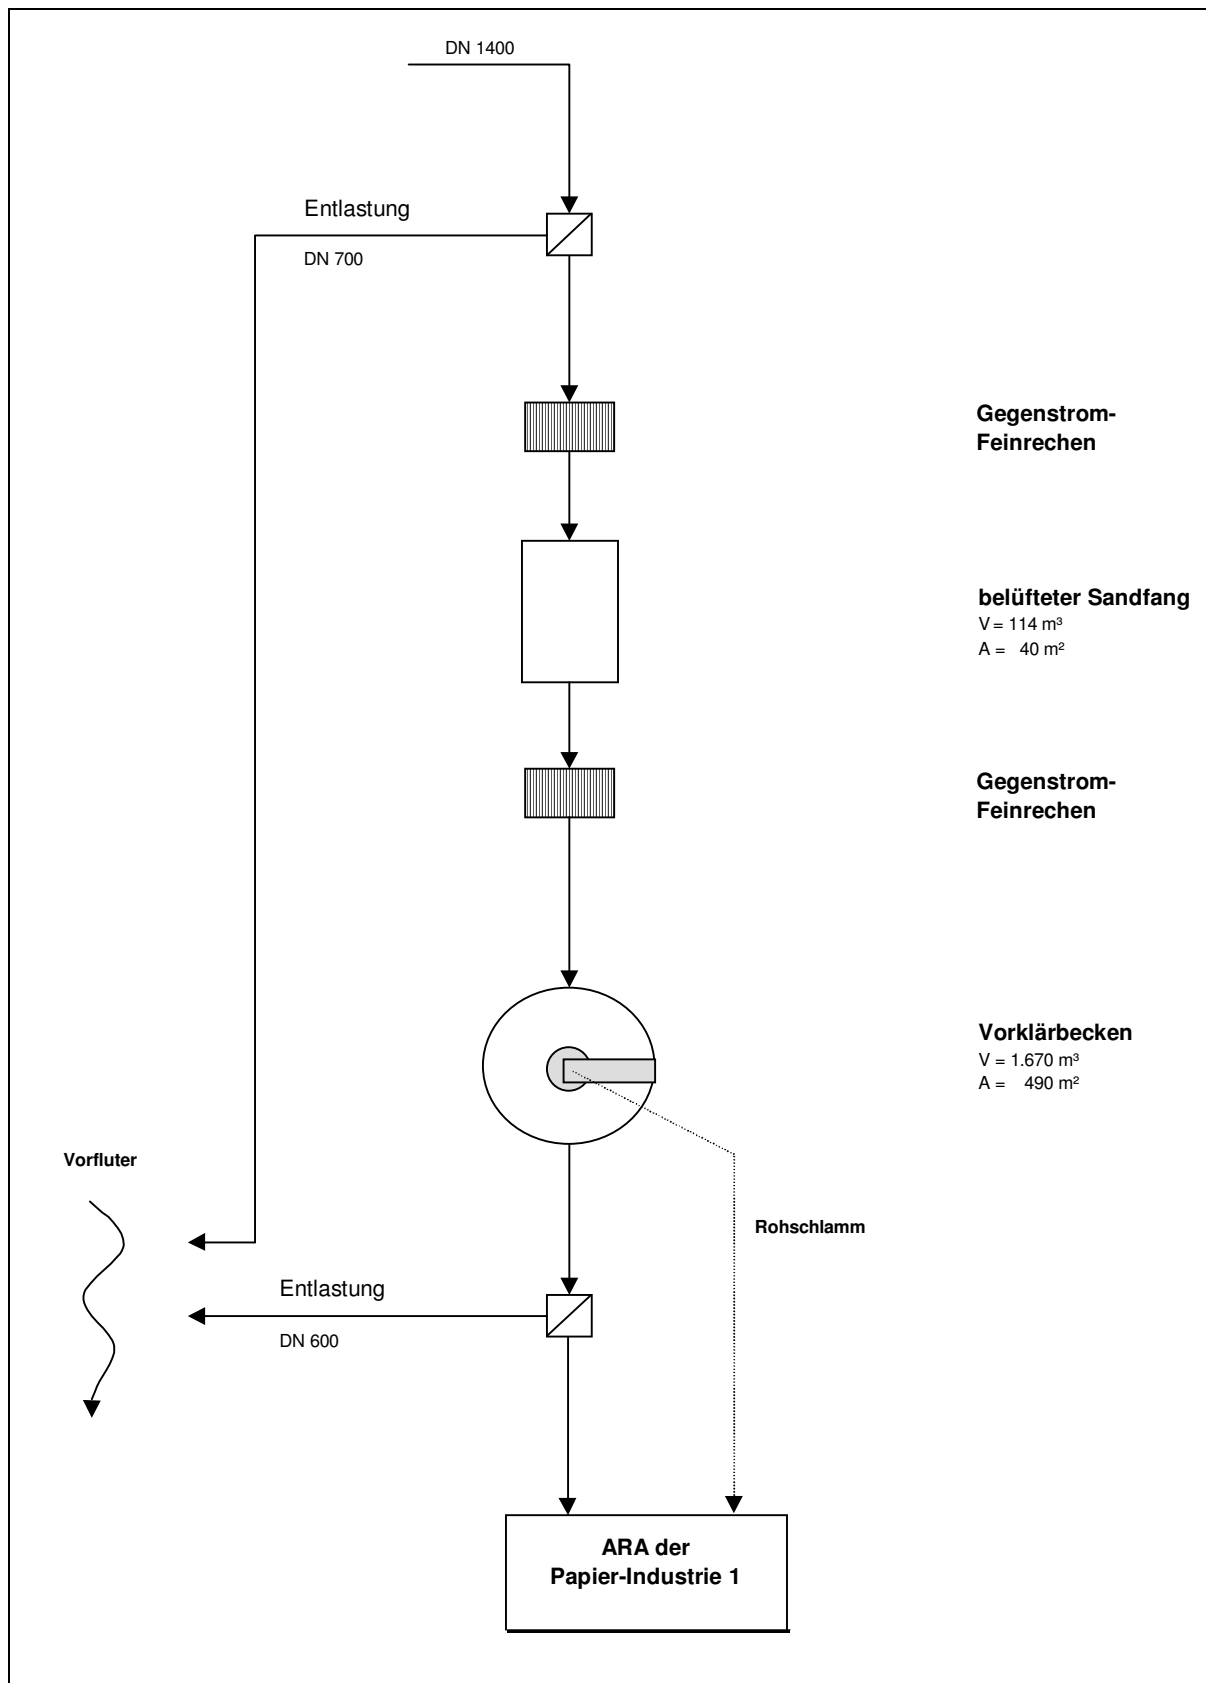 DN 1400
Entlastung
DN 700
Gegenstrom-
Feinrechen
belüfteter Sandfang
V = 114 m³
A = 40 m²
Gegenstrom-
Feinrechen
Vorklärbecken
V = 1.670 m³
A = 490 m²
Vorfluter
Rohschlamm
Entlastung
DN 600
ARA der
Papier-Industrie 1